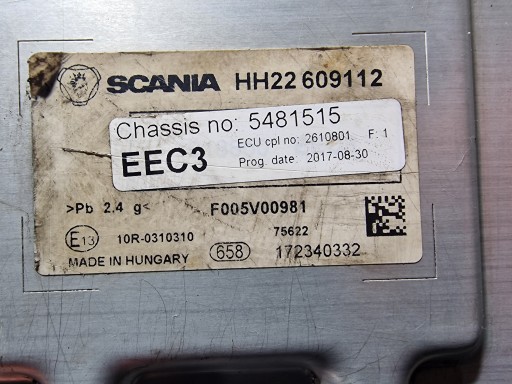 SCANIA HH22 609112
Chassis no: 5481515
ECU cpl no: 2610801 F: 1
EEC3 Prog. date: 2017-08-30
>Pb 2,4 g< F005V00981
E13 10R-0310310 75622
MADE IN HUNGARY 658 172340332